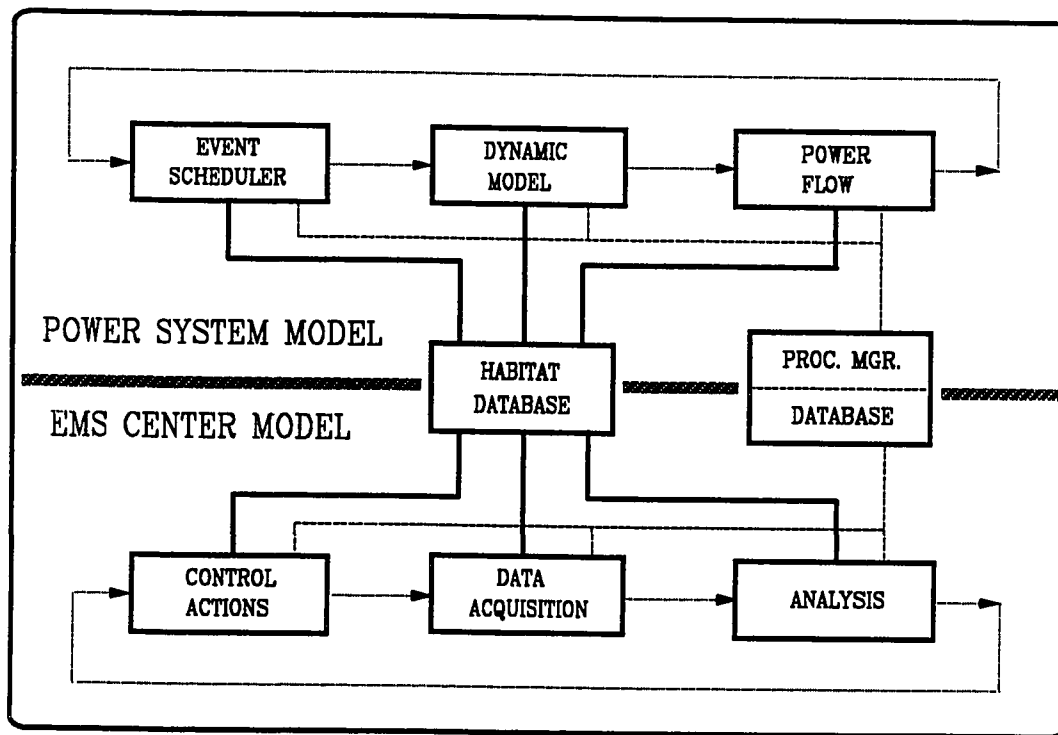 EVENT
SCHEDULER
DYNAMIC
MODEL
POWER
FLOW
POWER SYSTEM MODEL
HABITAT
DATABASE
PROC. MGR.
DATABASE
EMS CENTER MODEL
CONTROL
ACTIONS
DATA
ACQUISITION
ANALYSIS